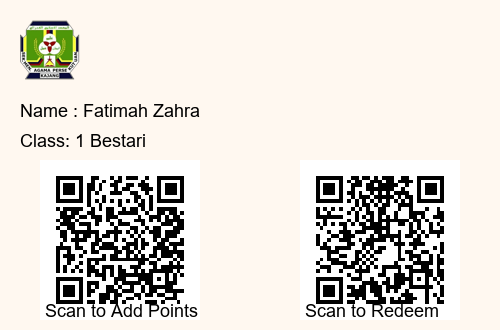 AGAMA PERSE
KAJANG
Name : Fatimah Zahra
Class: 1 Bestari
Scan to Add Points
Scan to Redeem